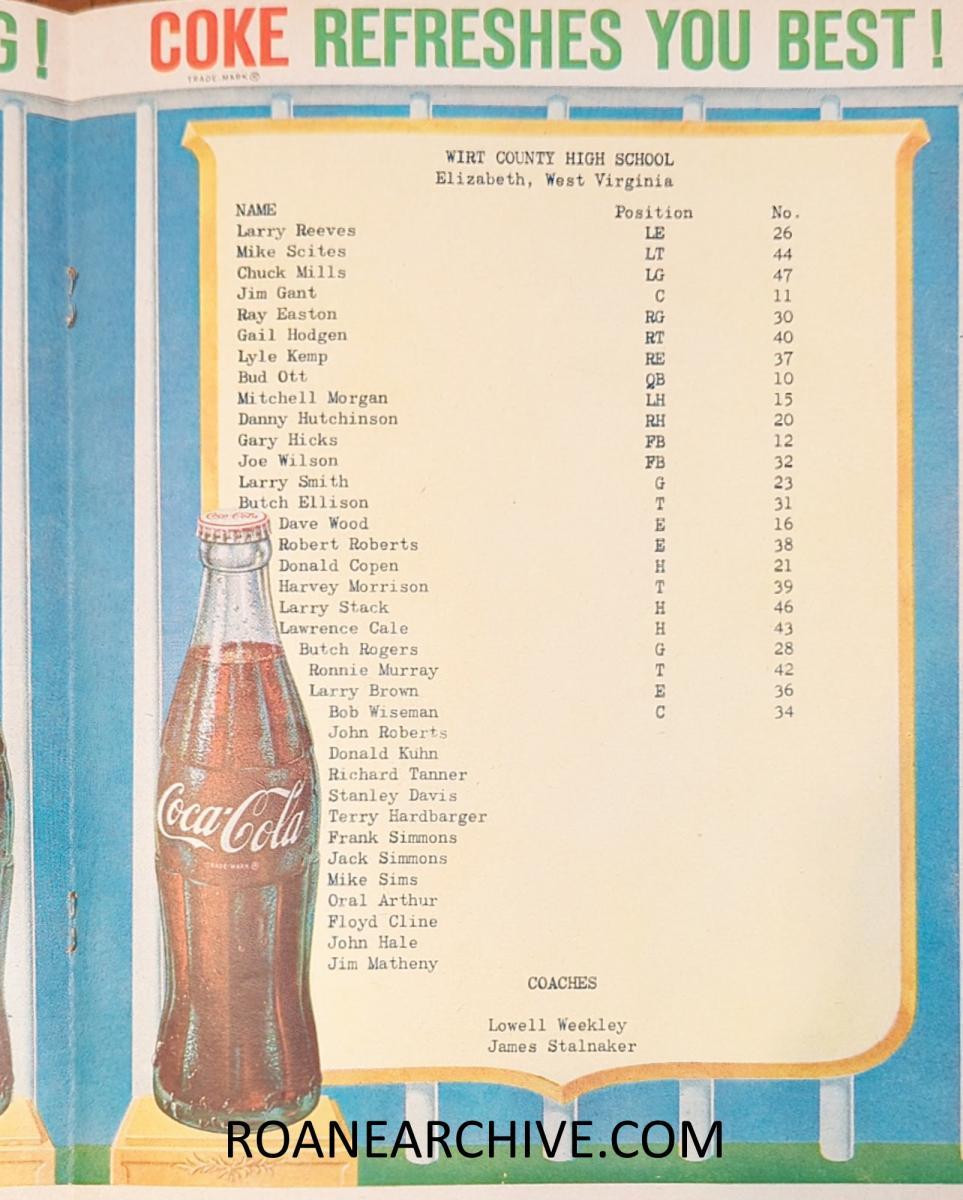 G!
COKE REFRESHES YOU BEST!
TRADE-MARK ®
WIRT COUNTY HIGH SCHOOL
Elizabeth, West Virginia
NAME Position No.
Larry Reeves LE 26
Mike Scites LT 44
Chuck Mills LG 47
Jim Gant C 11
Ray Easton RG 30
Gail Hodgen RT 40
Lyle Kemp RE 37
Bud Ott QB 10
Mitchell Morgan LH 15
Danny Hutchinson RH 20
Gary Hicks FB 12
Joe Wilson FB 32
Larry Smith G 23
Butch Ellison T 31
Dave Wood E 16
Robert Roberts E 38
Donald Copen H 21
Harvey Morrison T 39
Larry Stack H 46
Lawrence Cale H 43
Butch Rogers G 28
Ronnie Murray T 42
Larry Brown E 36
Bob Wiseman C 34
John Roberts
Donald Kuhn
Richard Tanner
Stanley Davis
Terry Hardbarger
Frank Simmons
Jack Simmons
Mike Sims
Oral Arthur
Floyd Cline
John Hale
Jim Matheny
COACHES
Lowell Weekley
James Stalnaker
Coca-Cola
Coca-Cola
TRADE-MARK ®
ROANEARCHIVE.COM